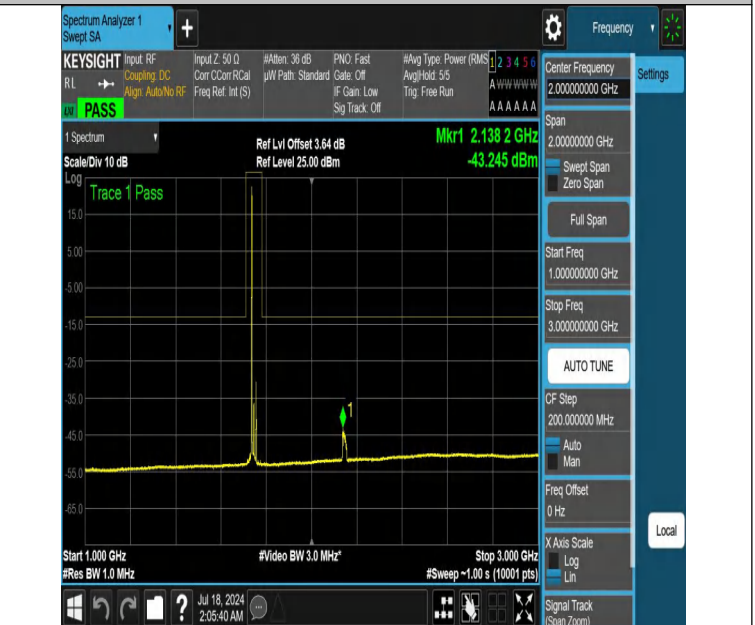 Spectrum Analyzer 1
Swept SA
+
Frequency
KEYSIGHT
RL
PASS
Input: RF
Coupling: DC
Align: Auto/No RF
Input Z: 50 Ω
Corr CCorr RCal
Freq Ref: Int (S)
#Atten: 36 dB
µW Path: Standard
PNO: Fast
Gate: Off
IF Gain: Low
Sig Track: Off
#Avg Type: Power (RMS
Avg|Hold: 5/5
Trig: Free Run
1 2 3 4 5 6
A W W W W W
A A A A A A
1 Spectrum
Scale/Div 10 dB
Ref Lvl Offset 3.64 dB
Ref Level 25.00 dBm
Mkr1 2.138 2 GHz
-43.245 dBm
Log
Trace 1 Pass
15.0
5.00
-5.00
-15.0
-25.0
-35.0
1
-45.0
-55.0
-65.0
Start 1.000 GHz
#Res BW 1.0 MHz
#Video BW 3.0 MHz*
Stop 3.000 GHz
#Sweep ~1.00 s (10001 pts)
Center Frequency
2.000000000 GHz
Settings
Span
2.00000000 GHz
Swept Span
Zero Span
Full Span
Start Freq
1.000000000 GHz
Stop Freq
3.000000000 GHz
AUTO TUNE
CF Step
200.000000 MHz
Auto
Man
Freq Offset
0 Hz
X Axis Scale
Log
Lin
Local
Signal Track
(Span Zoom)
?
Jul 18, 2024
2:05:40 AM